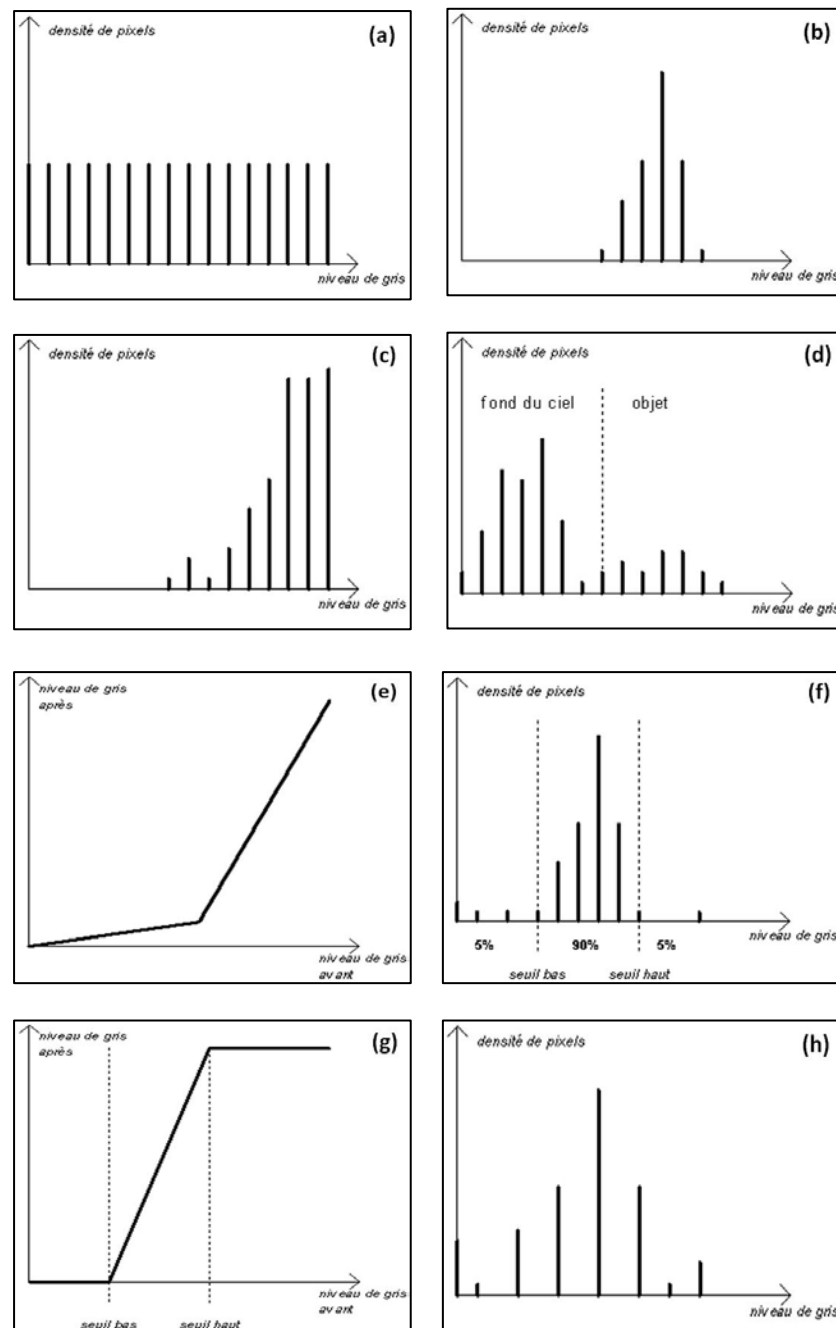 densité de pixels
(a)
niveau de gris
densité de pixels
(b)
niveau de gris
densité de pixels
(c)
niveau de gris
densité de pixels
(d)
fond du ciel
objet
niveau de gris
niveau de gris
après
(e)
niveau de gris
avant
densité de pixels
(f)
niveau de gris
5%
90%
5%
seuil bas
seuil haut
niveau de gris
après
(g)
niveau de gris
avant
seuil bas
seuil haut
densité de pixels
(h)
niveau de gris